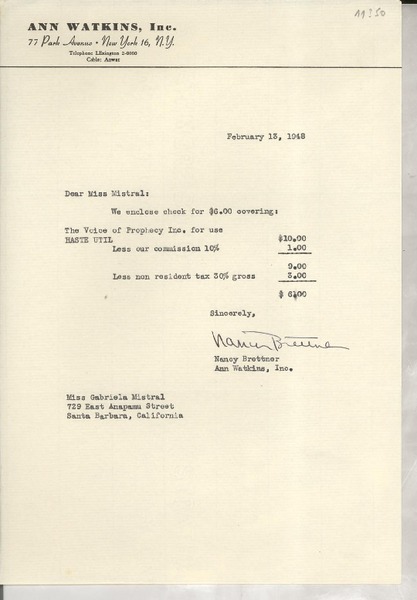 11350
ANN WATKINS, Inc.
77 Park Avenue • New York 16, N.Y.
Telephone LExington 2-0000
Cable: Anwat
February 13, 1948
Dear Miss Mistral:
We enclose check for $6.00 covering:
The Voice of Prophecy Inc. for use
HASTE UTIL $10.00
Less our commission 10% 1.00
9.00
Less non resident tax 30% gross 3.00
$ 6.00
Sincerely,
Nancy Brettner
Nancy Brettner
Ann Watkins, Inc.
Miss Gabriela Mistral
729 East Anapamu Street
Santa Barbara, California